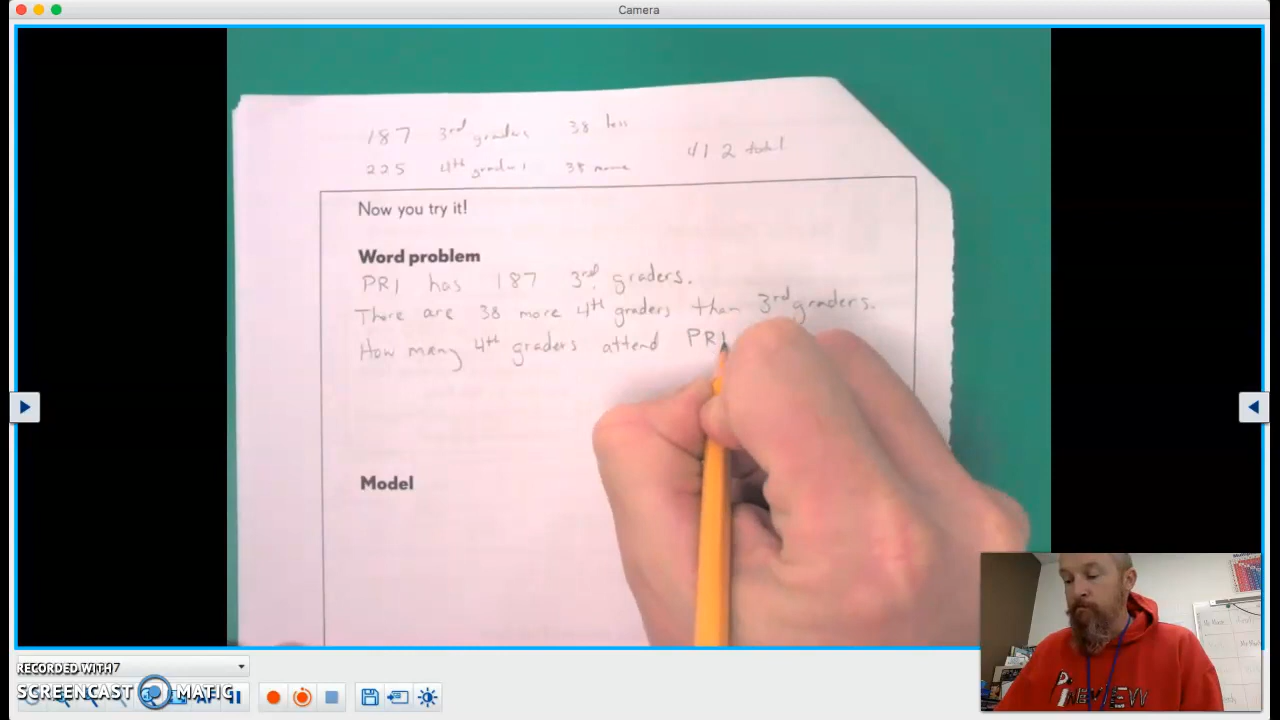 Camera
187 3rd graders 38 less
225 4th graders 38 more 412 total
Now you try it!
Word problem
PR1 has 187 3rd graders.
There are 38 more 4th graders than 3rd graders.
How many 4th graders attend PR1
Model
RECORDED WITH
SCREENCAST MATIC